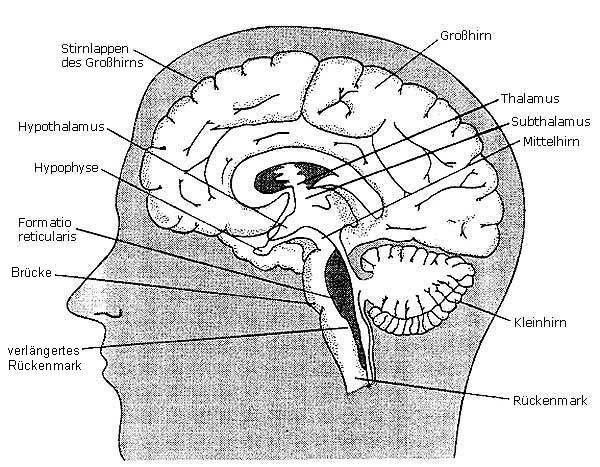 Stirnlappen
des Großhirns
Großhirn
Thalamus
Subthalamus
Mittelhirn
Hypothalamus
Hypophyse
Formatio
reticularis
Brücke
verlängertes
Rückenmark
Kleinhirn
Rückenmark